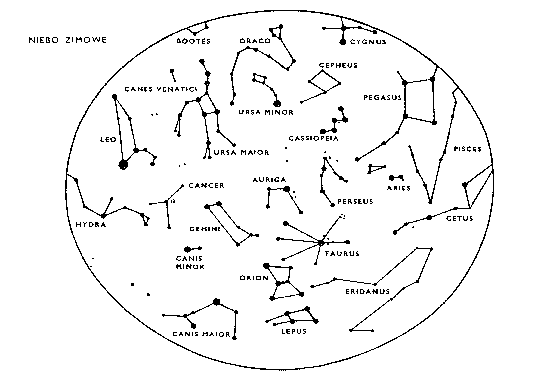 NIEBO ZIMOWE
BOOTES
DRACO
CYGNUS
CEPHEUS
CANES VENATICI
PEGASUS
URSA MINOR
CASSIOPEIA
LEO
URSA MAIOR
PISCES
CANCER
AURIGA
ARIES
PERSEUS
HYDRA
GEMINI
CETUS
CANIS
MINOR
TAURUS
ORION
ERIDANUS
CANIS MAIOR
LEPUS